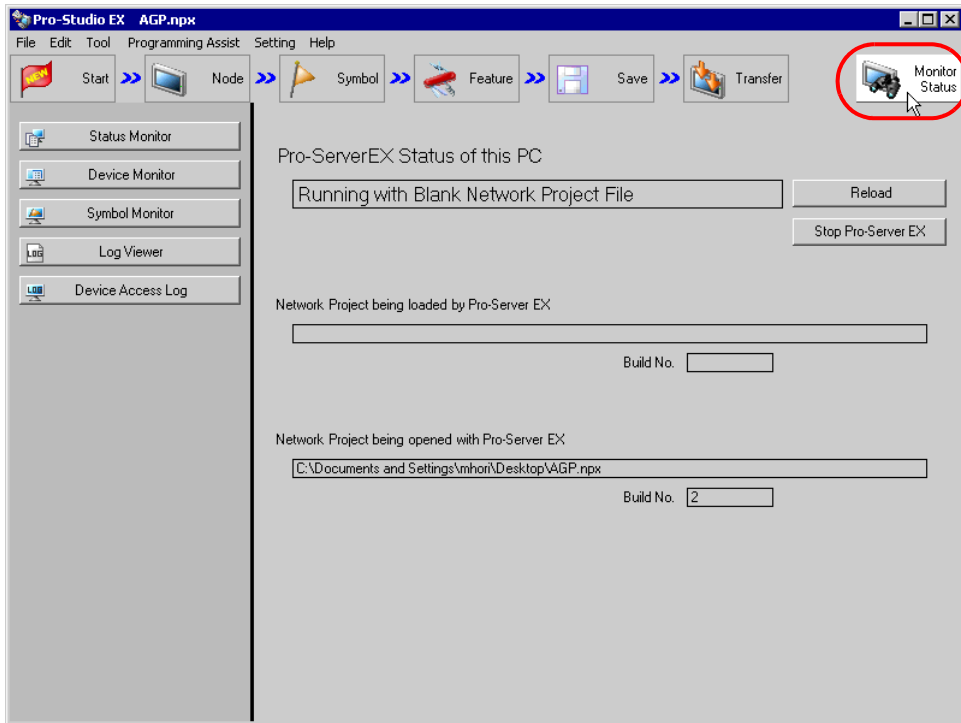 Pro-Studio EX AGP.npx
File Edit Tool Programming Assist Setting Help
NEW Start Node Symbol Feature Save Transfer Monitor Status
Status Monitor
Device Monitor
Symbol Monitor
LOG Log Viewer
LOG Device Access Log
Pro-ServerEX Status of this PC
Running with Blank Network Project File
Reload
Stop Pro-Server EX
Network Project being loaded by Pro-Server EX
Build No.
Network Project being opened with Pro-Server EX
C:\Documents and Settings\mhori\Desktop\AGP.npx
Build No. 2